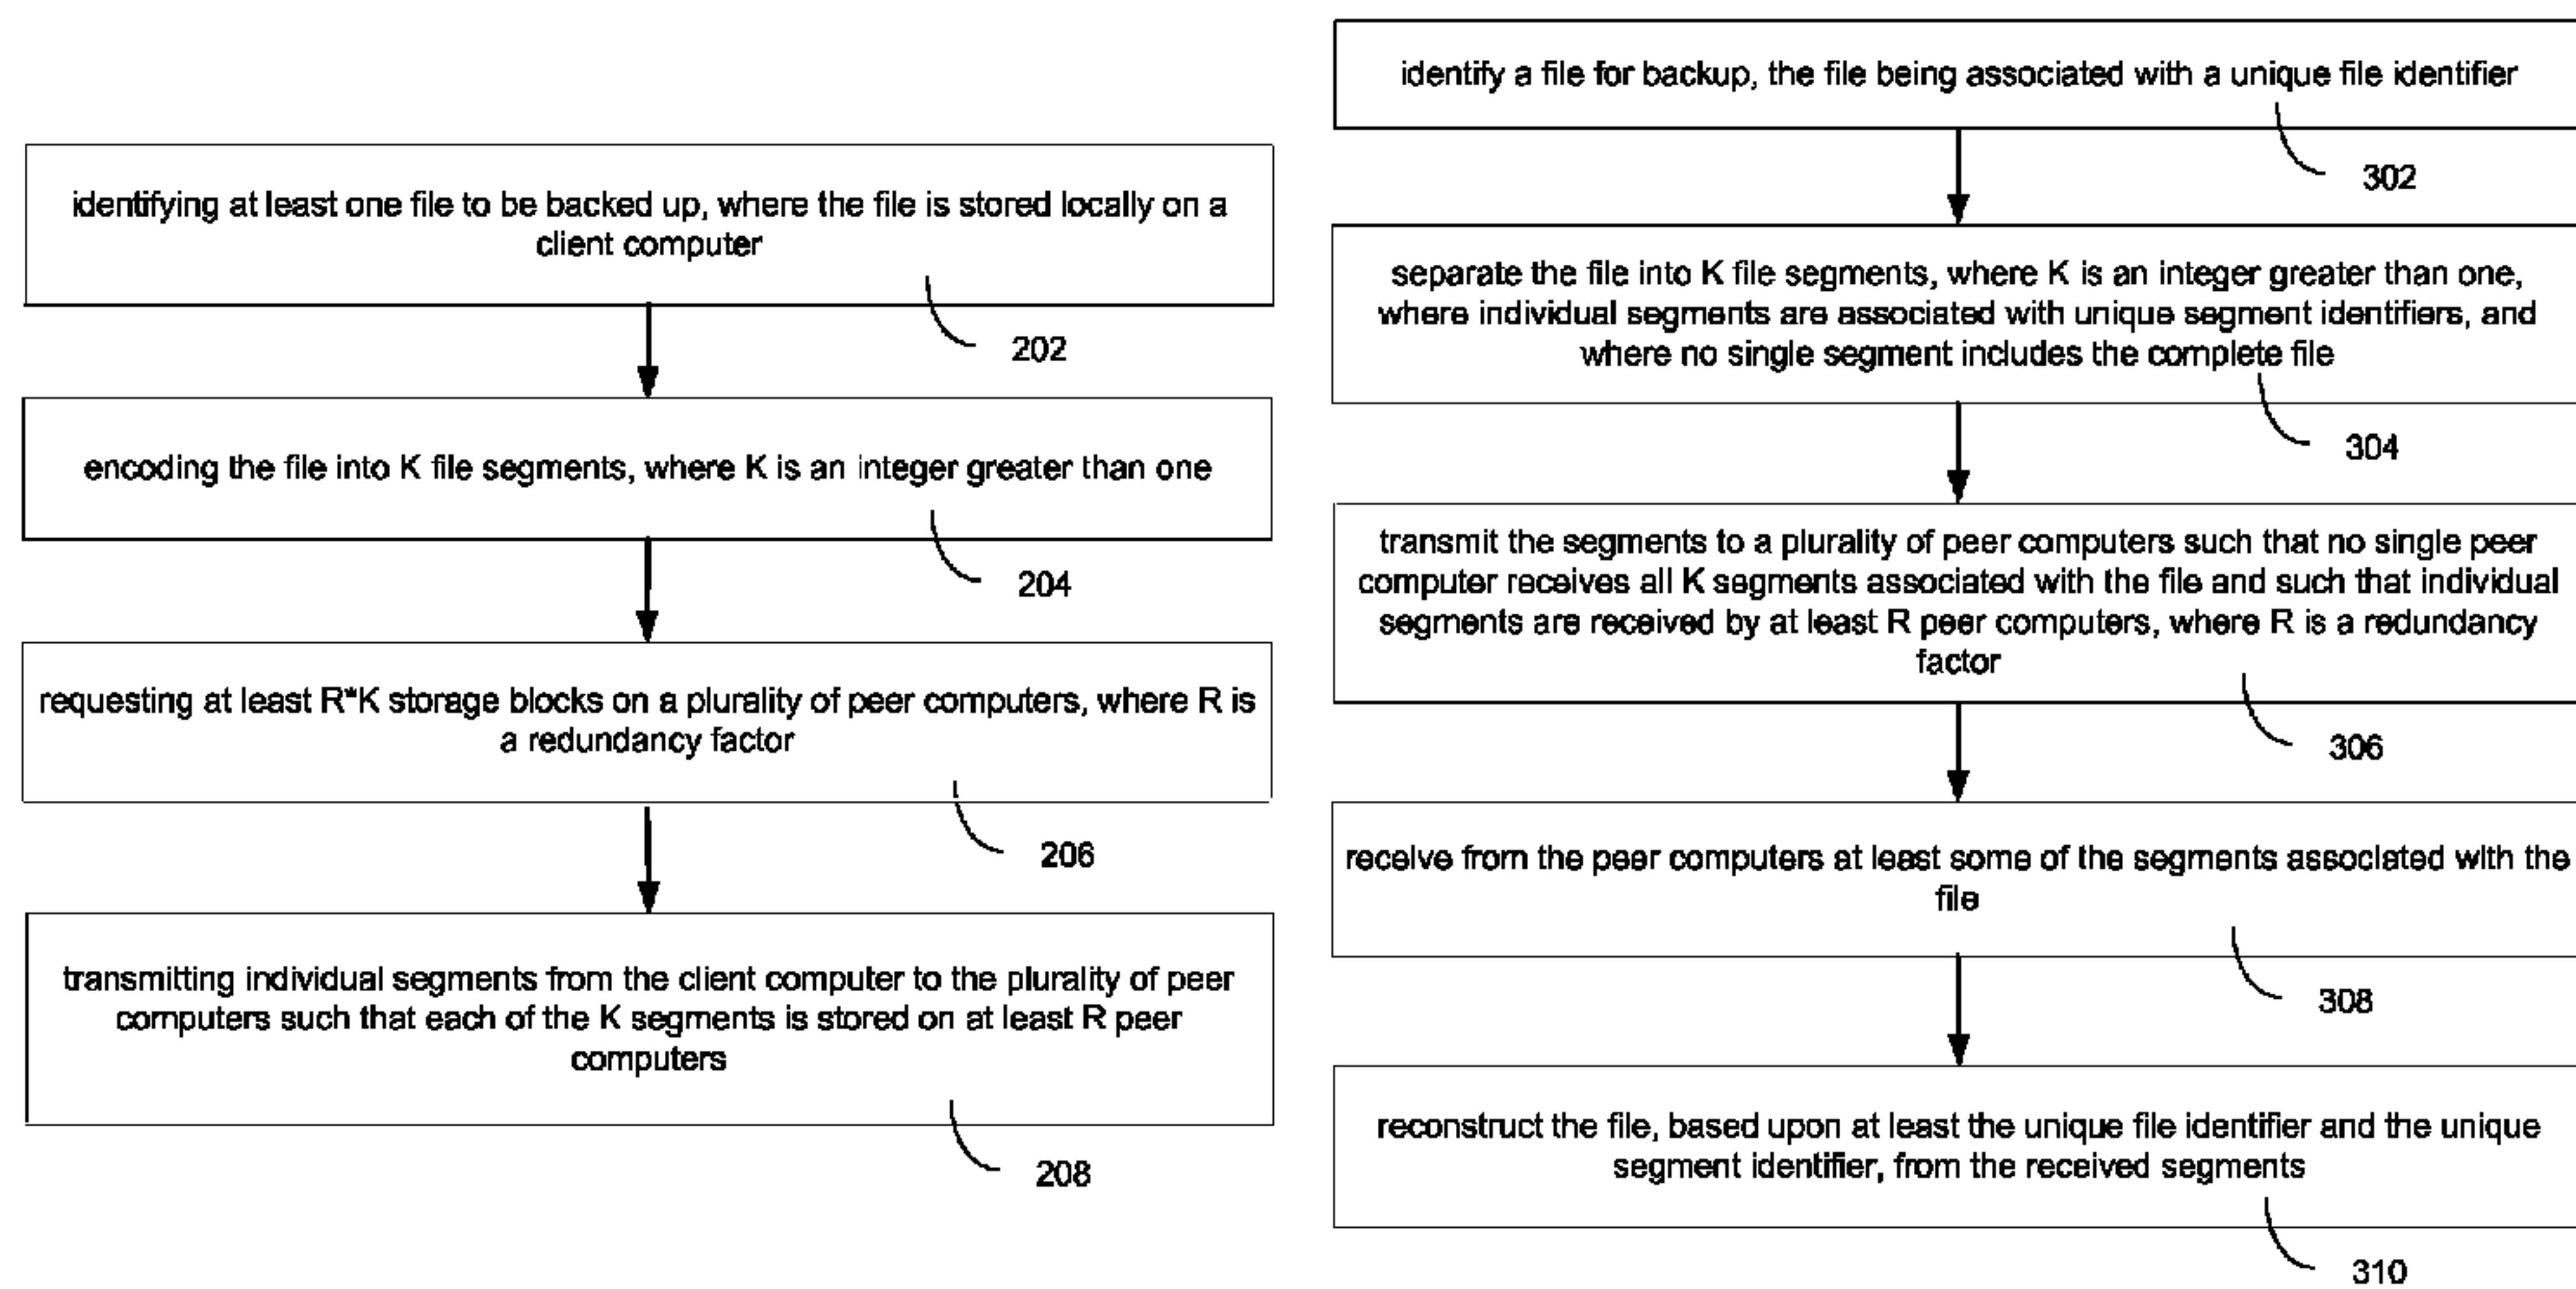 identifying at least one file to be backed up, where the file is stored locally on a
client computer
202
encoding the file into K file segments, where K is an integer greater than one
204
requesting at least R*K storage blocks on a plurality of peer computers, where R is
a redundancy factor
206
transmitting individual segments from the client computer to the plurality of peer
computers such that each of the K segments is stored on at least R peer
computers
208
identify a file for backup, the file being associated with a unique file identifier
302
separate the file into K file segments, where K is an integer greater than one,
where individual segments are associated with unique segment identifiers, and
where no single segment includes the complete file
304
transmit the segments to a plurality of peer computers such that no single peer
computer receives all K segments associated with the file and such that individual
segments are received by at least R peer computers, where R is a redundancy
factor
306
receive from the peer computers at least some of the segments associated with the
file
308
reconstruct the file, based upon at least the unique file identifier and the unique
segment identifier, from the received segments
310